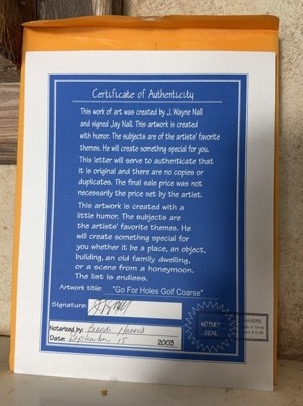 Certificate of Authenticity
This work of art was created by J. Wayne Nall
and signed Jay Nall. This artwork is created
with humor. The subjects are of the artists' favorite
themes. He will create something special for you.
This letter will serve to authenticate that
it is original and there are no copies or
duplicates. The final sale price was not
necessarily the price set by the artist.
This artwork is created with a
little humor. The subjects are
the artists' favorite themes. He
will create something special for
you whether it be a place, an object,
building, an old family dwelling,
or a scene from a honeymoon.
The list is endless.
Artwork title: "Go For Holes Golf Coarse"
Signature:
Notarized by: Brandi
Date: September 15 2003
NOTARY
SEAL